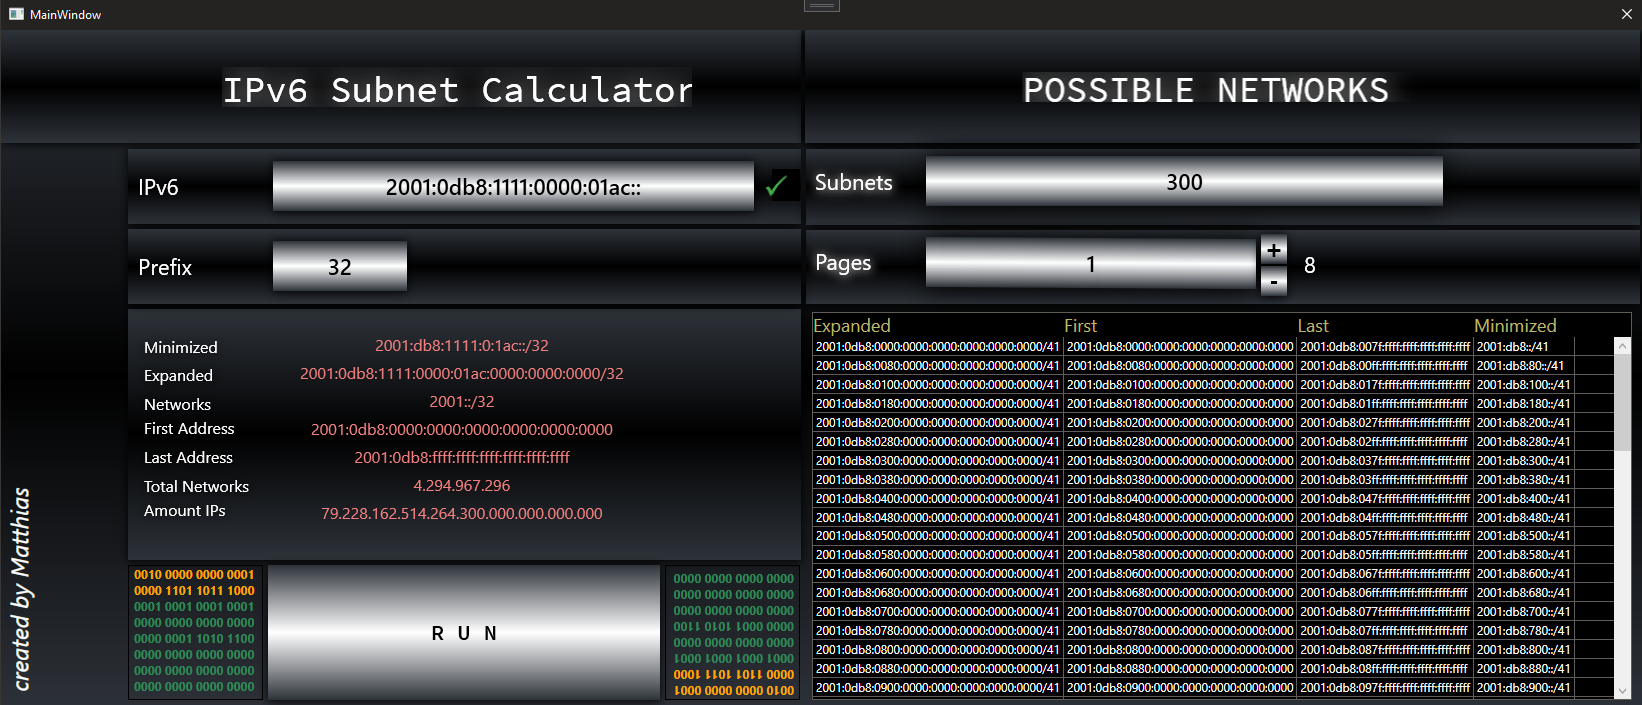 MainWindow
IPv6 Subnet Calculator
POSSIBLE NETWORKS
IPv6
2001:0db8:1111:0000:01ac::
Prefix
32
Minimized
2001:db8:1111:0:1ac::/32
Expanded
2001:0db8:1111:0000:01ac:0000:0000:0000/32
Networks
2001::/32
First Address
2001:0db8:0000:0000:0000:0000:0000:0000
Last Address
2001:0db8:ffff:ffff:ffff:ffff:ffff:ffff
Total Networks
4.294.967.296
Amount IPs
79.228.162.514.264.300.000.000.000.000
0010 0000 0000 0001
0000 1101 1011 1000
0001 0001 0001 0001
0000 0000 0000 0000
0000 0001 1010 1100
0000 0000 0000 0000
0000 0000 0000 0000
0000 0000 0000 0000
R U N
0000 0000 0000 0000
0000 0000 0000 0000
0000 0000 0000 0000
0000 0001 1010 1100
0000 0000 0000 0000
0001 0001 0001 0001
0000 1101 1011 1000
0010 0000 0000 0001
created by Matthias
Subnets
300
Pages
1
+
-
8
Expanded First Last Minimized
2001:0db8:0000:0000:0000:0000:0000:0000/41 2001:0db8:0000:0000:0000:0000:0000:0000 2001:0db8:007f:ffff:ffff:ffff:ffff:ffff 2001:db8::/41
2001:0db8:0080:0000:0000:0000:0000:0000/41 2001:0db8:0080:0000:0000:0000:0000:0000 2001:0db8:00ff:ffff:ffff:ffff:ffff:ffff 2001:db8:80::/41
2001:0db8:0100:0000:0000:0000:0000:0000/41 2001:0db8:0100:0000:0000:0000:0000:0000 2001:0db8:017f:ffff:ffff:ffff:ffff:ffff 2001:db8:100::/41
2001:0db8:0180:0000:0000:0000:0000:0000/41 2001:0db8:0180:0000:0000:0000:0000:0000 2001:0db8:01ff:ffff:ffff:ffff:ffff:ffff 2001:db8:180::/41
2001:0db8:0200:0000:0000:0000:0000:0000/41 2001:0db8:0200:0000:0000:0000:0000:0000 2001:0db8:027f:ffff:ffff:ffff:ffff:ffff 2001:db8:200::/41
2001:0db8:0280:0000:0000:0000:0000:0000/41 2001:0db8:0280:0000:0000:0000:0000:0000 2001:0db8:02ff:ffff:ffff:ffff:ffff:ffff 2001:db8:280::/41
2001:0db8:0300:0000:0000:0000:0000:0000/41 2001:0db8:0300:0000:0000:0000:0000:0000 2001:0db8:037f:ffff:ffff:ffff:ffff:ffff 2001:db8:300::/41
2001:0db8:0380:0000:0000:0000:0000:0000/41 2001:0db8:0380:0000:0000:0000:0000:0000 2001:0db8:03ff:ffff:ffff:ffff:ffff:ffff 2001:db8:380::/41
2001:0db8:0400:0000:0000:0000:0000:0000/41 2001:0db8:0400:0000:0000:0000:0000:0000 2001:0db8:047f:ffff:ffff:ffff:ffff:ffff 2001:db8:400::/41
2001:0db8:0480:0000:0000:0000:0000:0000/41 2001:0db8:0480:0000:0000:0000:0000:0000 2001:0db8:04ff:ffff:ffff:ffff:ffff:ffff 2001:db8:480::/41
2001:0db8:0500:0000:0000:0000:0000:0000/41 2001:0db8:0500:0000:0000:0000:0000:0000 2001:0db8:057f:ffff:ffff:ffff:ffff:ffff 2001:db8:500::/41
2001:0db8:0580:0000:0000:0000:0000:0000/41 2001:0db8:0580:0000:0000:0000:0000:0000 2001:0db8:05ff:ffff:ffff:ffff:ffff:ffff 2001:db8:580::/41
2001:0db8:0600:0000:0000:0000:0000:0000/41 2001:0db8:0600:0000:0000:0000:0000:0000 2001:0db8:067f:ffff:ffff:ffff:ffff:ffff 2001:db8:600::/41
2001:0db8:0680:0000:0000:0000:0000:0000/41 2001:0db8:0680:0000:0000:0000:0000:0000 2001:0db8:06ff:ffff:ffff:ffff:ffff:ffff 2001:db8:680::/41
2001:0db8:0700:0000:0000:0000:0000:0000/41 2001:0db8:0700:0000:0000:0000:0000:0000 2001:0db8:077f:ffff:ffff:ffff:ffff:ffff 2001:db8:700::/41
2001:0db8:0780:0000:0000:0000:0000:0000/41 2001:0db8:0780:0000:0000:0000:0000:0000 2001:0db8:07ff:ffff:ffff:ffff:ffff:ffff 2001:db8:780::/41
2001:0db8:0800:0000:0000:0000:0000:0000/41 2001:0db8:0800:0000:0000:0000:0000:0000 2001:0db8:087f:ffff:ffff:ffff:ffff:ffff 2001:db8:800::/41
2001:0db8:0880:0000:0000:0000:0000:0000/41 2001:0db8:0880:0000:0000:0000:0000:0000 2001:0db8:08ff:ffff:ffff:ffff:ffff:ffff 2001:db8:880::/41
2001:0db8:0900:0000:0000:0000:0000:0000/41 2001:0db8:0900:0000:0000:0000:0000:0000 2001:0db8:097f:ffff:ffff:ffff:ffff:ffff 2001:db8:900::/41